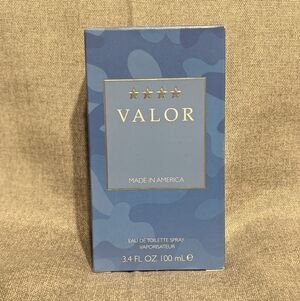 VALOR
MADE IN AMERICA
EAU DE TOILETTE SPRAY
VAPORISATEUR
3.4 FL OZ 100 mL ℮